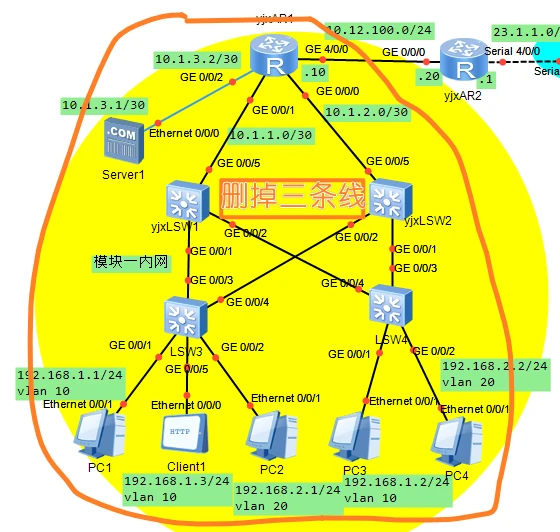 yjxAR1
10.12.100.0/24
23.1.1.0/
10.1.3.2/30
GE 4/0/0
GE 0/0/0
Serial 4/0/0
GE 0/0/2
.10
.20
.1
Serial
yjxAR2
10.1.3.1/30
GE 0/0/1
GE 0/0/0
.COM
Ethernet 0/0/0
10.1.1.0/30
10.1.2.0/30
Server1
GE 0/0/5
GE 0/0/5
删掉三条线
yjxLSW1
yjxLSW2
GE 0/0/2
GE 0/0/2
GE 0/0/1
GE 0/0/1
模块一内网
GE 0/0/3
GE 0/0/3
GE 0/0/4
GE 0/0/4
LSW3
LSW4
GE 0/0/1
GE 0/0/2
GE 0/0/1
GE 0/0/2
GE 0/0/5
192.168.1.1/24
vlan 10
192.168.2.2/24
vlan 20
Ethernet 0/0/1
Ethernet 0/0/0
Ethernet 0/0/1
Ethernet 0/0/1
Ethernet 0/0/1
HTTP
PC1
Client1
PC2
PC3
PC4
192.168.1.3/24
vlan 10
192.168.2.1/24
vlan 20
192.168.1.2/24
vlan 10